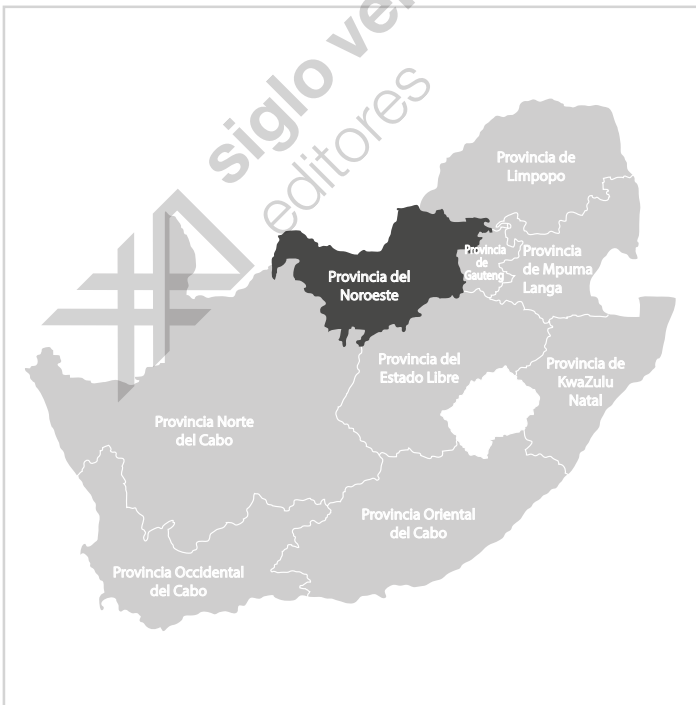 siglo
editores
Provincia de
Limpopo
Provincia
de
Gauteng
Provincia
de Mpuma
Langa
Provincia del
Noroeste
Provincia del
Estado Libre
Provincia de
KwaZulu
Natal
Provincia Norte
del Cabo
Provincia Oriental
del Cabo
Provincia Occidental
del Cabo